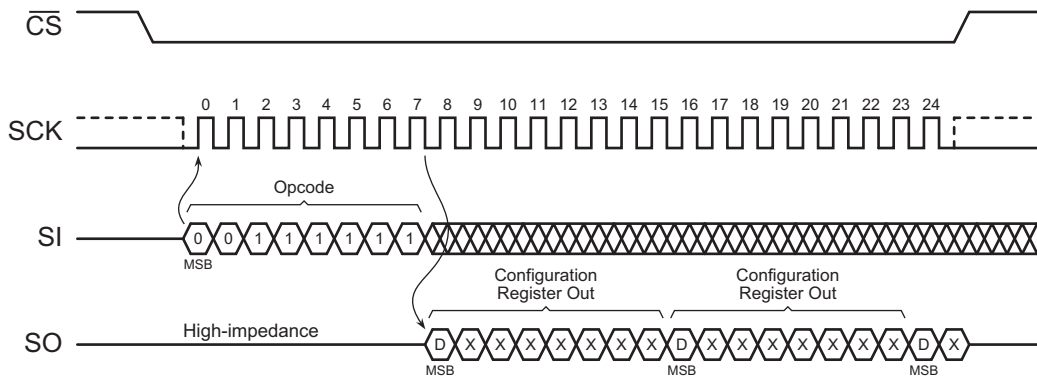 CS
0 1 2 3 4 5 6 7 8 9 10 11 12 13 14 15 16 17 18 19 20 21 22 23 24
SCK
Opcode
SI 0 0 1 1 1 1 1 1
MSB
Configuration Register Out
Configuration Register Out
High-impedance
SO D X X X X X X X D X X X X X X X D X
MSB MSB MSB